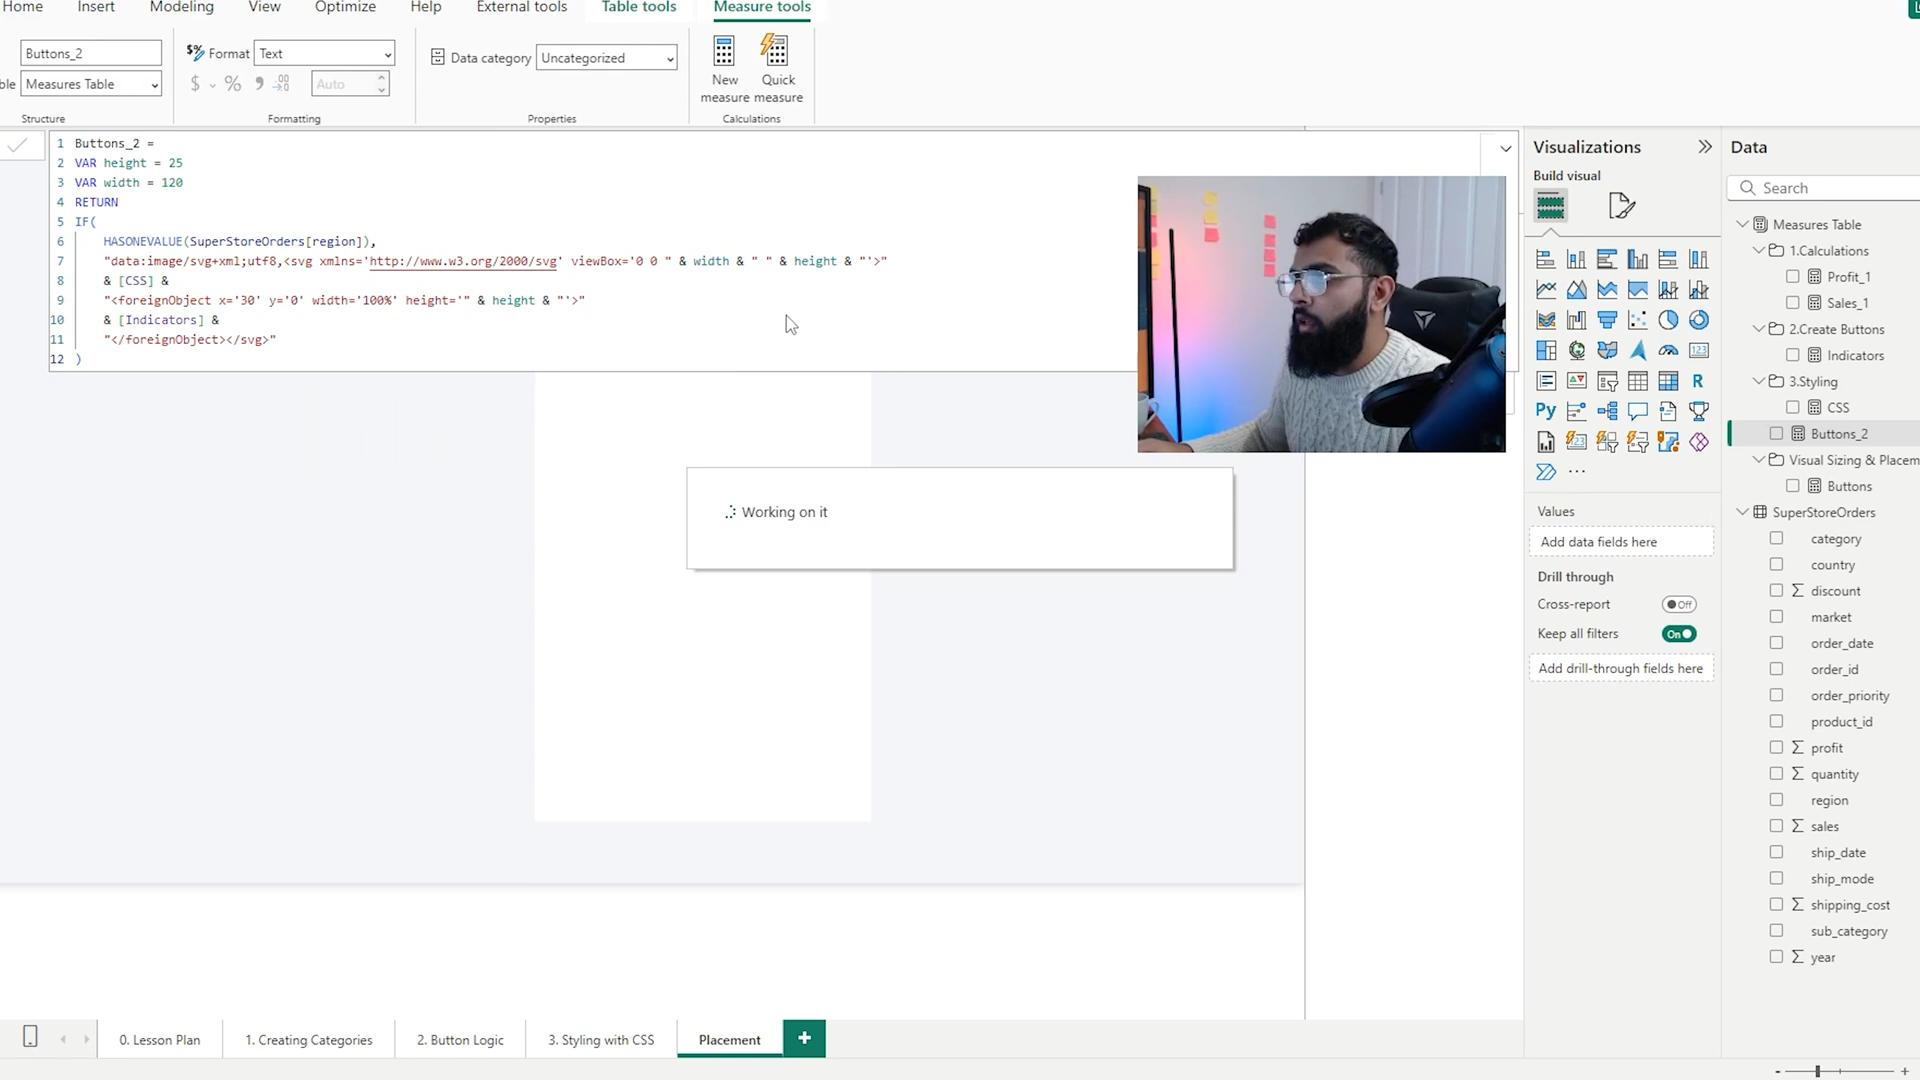 Home Insert Modeling View Optimize Help External tools Table tools Measure tools
Buttons_2
Format Text
Data category Uncategorized
Measures Table
$ % Auto
New measure
Quick measure
Structure
Formatting
Properties
Calculations
1 Buttons_2 =
2 VAR height = 25
3 VAR width = 120
4 RETURN
5 IF(
6 HASONEVALUE(SuperStoreOrders[region]),
7 "data:image/svg+xml;utf8,<svg xmlns='http://www.w3.org/2000/svg' viewBox='0 0 " & width & " " & height & "'>"
8 & [CSS] &
9 "<foreignObject x='30' y='0' width='100%' height='" & height & "'>"
10 & [Indicators] &
11 "</foreignObject></svg>"
12 )
Working on it
0. Lesson Plan
1. Creating Categories
2. Button Logic
3. Styling with CSS
Placement
+
Visualizations
Build visual
R
Py
Values
Add data fields here
Drill through
Cross-report Off
Keep all filters On
Add drill-through fields here
Data
Search
Measures Table
1.Calculations
Profit_1
Sales_1
2.Create Buttons
Indicators
3.Styling
CSS
Buttons_2
Visual Sizing & Placem
Buttons
SuperStoreOrders
category
country
discount
market
order_date
order_id
order_priority
product_id
profit
quantity
region
sales
ship_date
ship_mode
shipping_cost
sub_category
year
- +